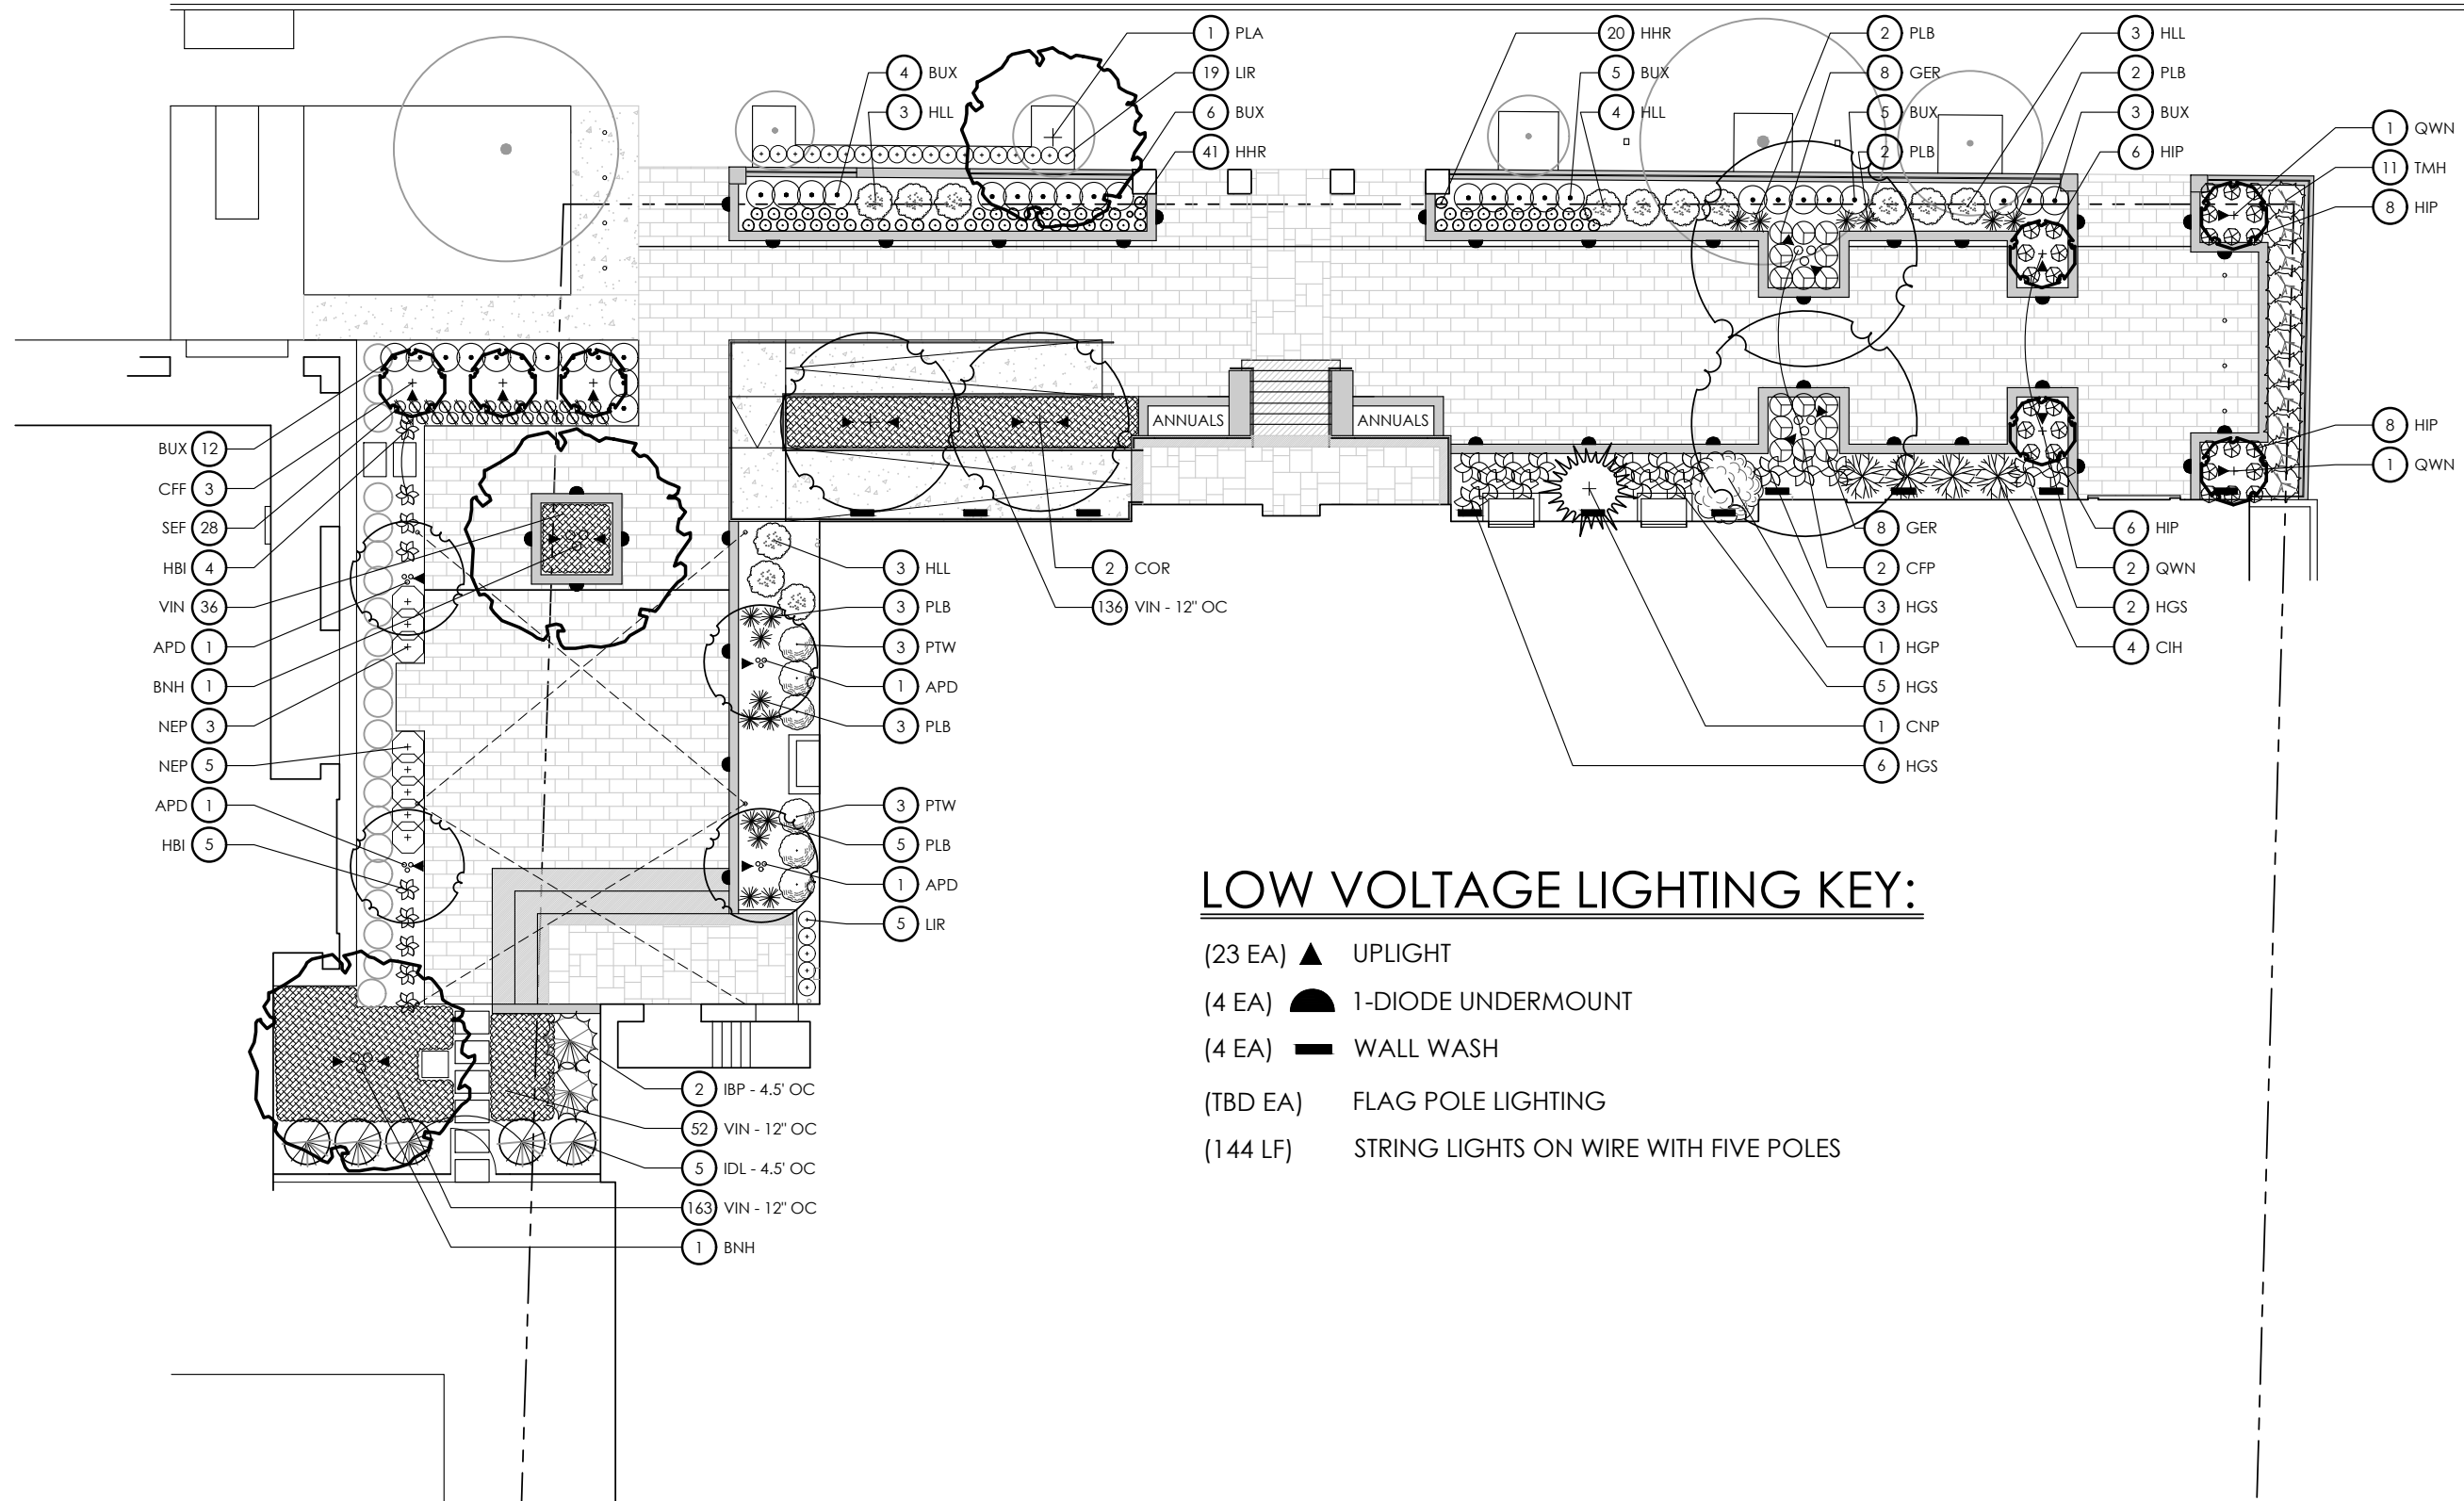 1 PLA
19 LIR
6 BUX
41 HHR
4 BUX
3 HLL
20 HHR
5 BUX
4 HLL
2 PLB
8 GER
5 BUX
2 PLB
3 HLL
2 PLB
3 BUX
6 HIP
1 QWN
11 TMH
8 HIP
8 HIP
1 QWN
ANNUALS
ANNUALS
BUX 12
CFF 3
SEF 28
HBI 4
VIN 36
APD 1
BNH 1
NEP 3
NEP 5
APD 1
HBI 5
3 HLL
3 PLB
3 PTW
1 APD
3 PLB
3 PTW
5 PLB
1 APD
5 LIR
2 COR
136 VIN - 12" OC
8 GER
2 CFP
3 HGS
1 HGP
5 HGS
1 CNP
6 HGS
6 HIP
2 QWN
2 HGS
4 CIH
2 IBP - 4.5' OC
52 VIN - 12" OC
5 IDL - 4.5' OC
163 VIN - 12" OC
1 BNH
LOW VOLTAGE LIGHTING KEY:
(23 EA) UPLIGHT
(4 EA) 1-DIODE UNDERMOUNT
(4 EA) WALL WASH
(TBD EA) FLAG POLE LIGHTING
(144 LF) STRING LIGHTS ON WIRE WITH FIVE POLES